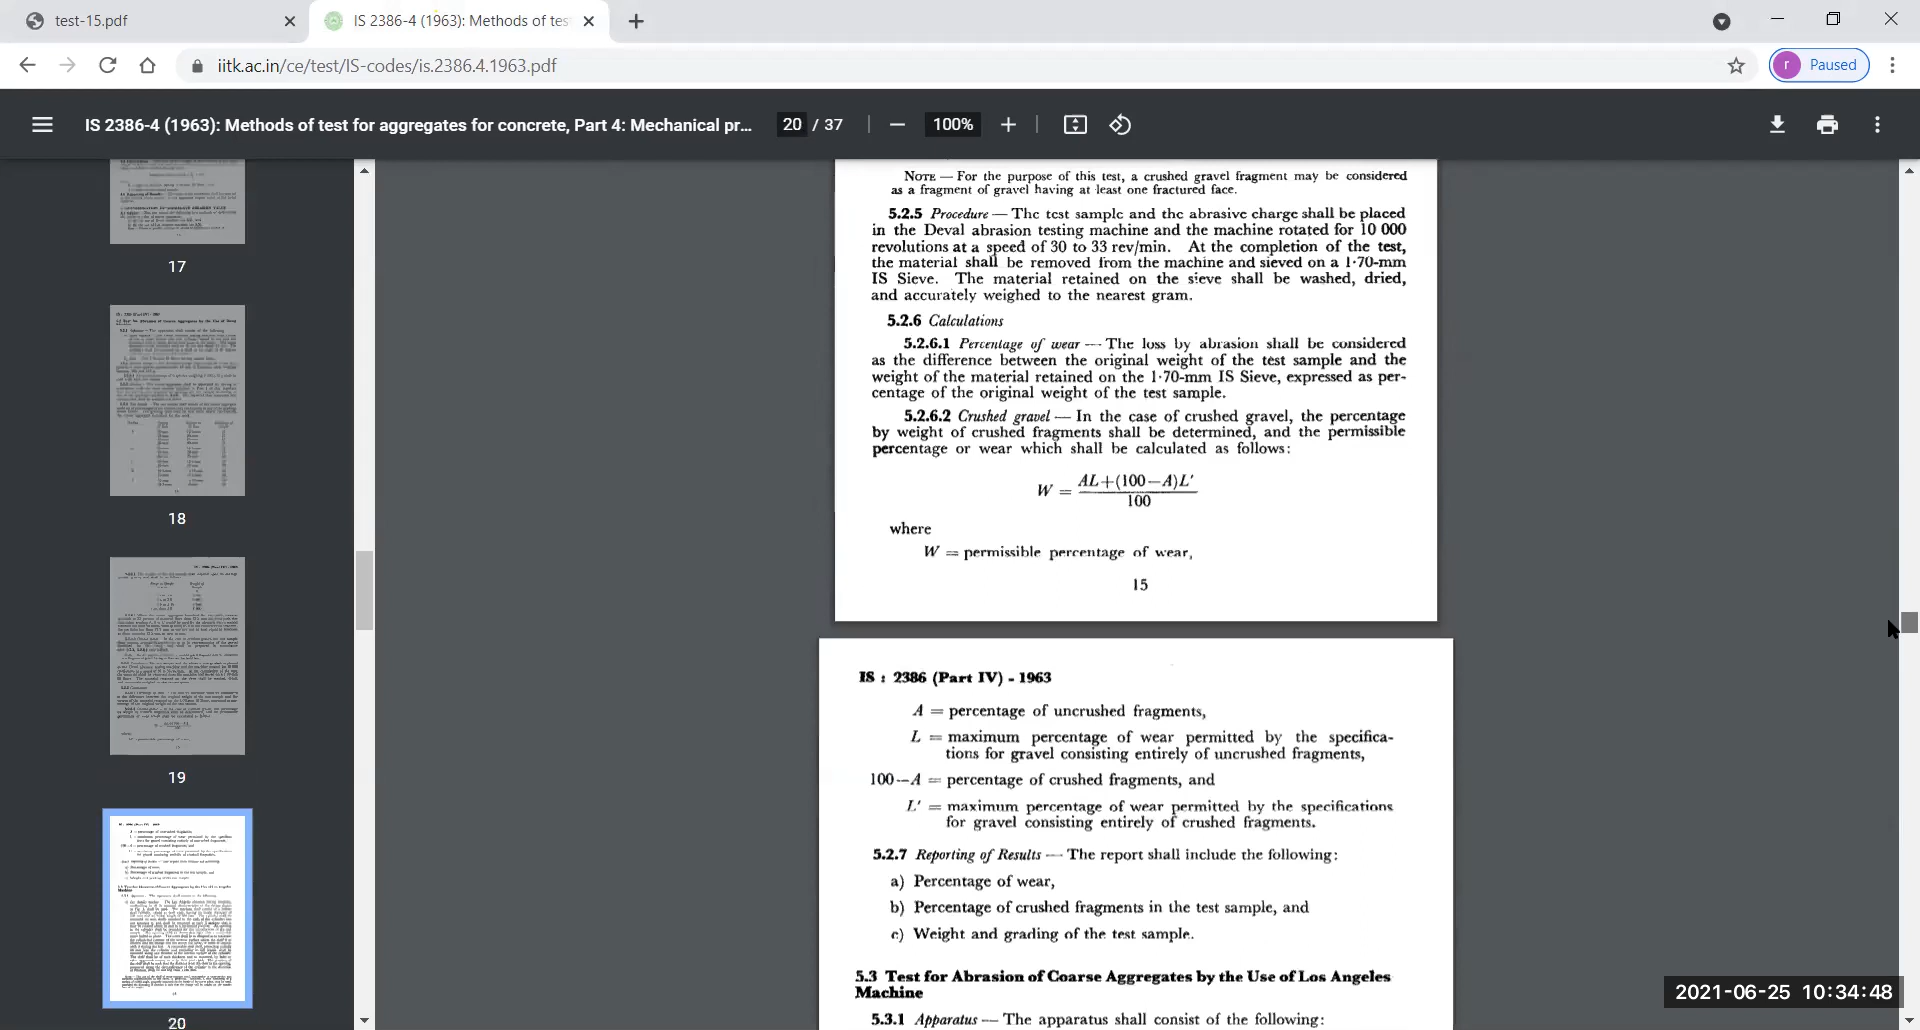 test-15.pdf
IS 2386-4 (1963): Methods of tes
iitk.ac.in/ce/test/IS-codes/is.2386.4.1963.pdf
r Paused
IS 2386-4 (1963): Methods of test for aggregates for concrete, Part 4: Mechanical pr...
20 / 37
100%
17
18
19
20
NOTE — For the purpose of this test, a crushed gravel fragment may be considered
as a fragment of gravel having at least one fractured face.
5.2.5 Procedure — The test sample and the abrasive charge shall be placed
in the Deval abrasion testing machine and the machine rotated for 10 000
revolutions at a speed of 30 to 33 rev/min. At the completion of the test,
the material shall be removed from the machine and sieved on a 1·70-mm
IS Sieve. The material retained on the sieve shall be washed, dried,
and accurately weighed to the nearest gram.
5.2.6 Calculations
5.2.6.1 Percentage of wear — The loss by abrasion shall be considered
as the difference between the original weight of the test sample and the
weight of the material retained on the 1·70-mm IS Sieve, expressed as per-
centage of the original weight of the test sample.
5.2.6.2 Crushed gravel — In the case of crushed gravel, the percentage
by weight of crushed fragments shall be determined, and the permissible
percentage or wear which shall be calculated as follows:
W = AL+(100—A)L'
100
where
W = permissible percentage of wear,
15
IS : 2386 (Part IV) - 1963
A = percentage of uncrushed fragments,
L = maximum percentage of wear permitted by the specifica-
tions for gravel consisting entirely of uncrushed fragments,
100—A = percentage of crushed fragments, and
L' = maximum percentage of wear permitted by the specifications
for gravel consisting entirely of crushed fragments.
5.2.7 Reporting of Results — The report shall include the following:
a) Percentage of wear,
b) Percentage of crushed fragments in the test sample, and
c) Weight and grading of the test sample.
5.3 Test for Abrasion of Coarse Aggregates by the Use of Los Angeles
Machine
5.3.1 Apparatus — The apparatus shall consist of the following:
2021-06-25 10:34:48